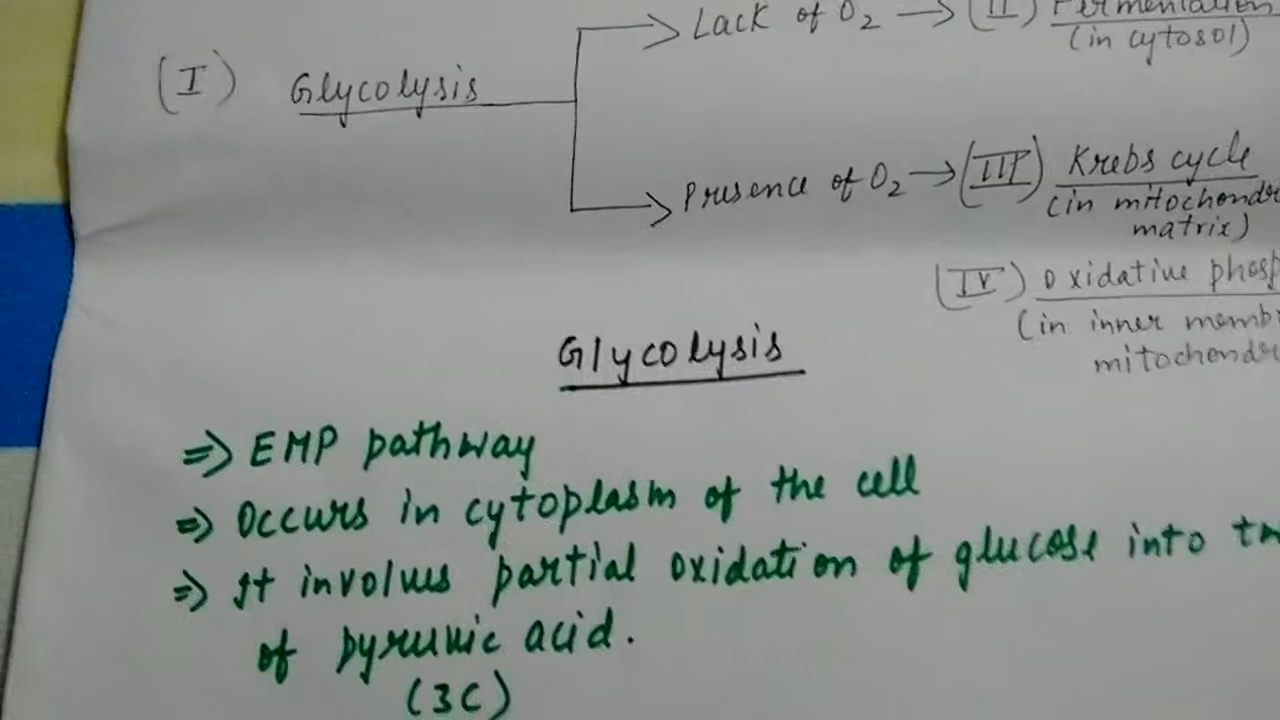 Lack of O2 → (II) Fermentation
(in cytosol)
(I) Glycolysis
Presence of O2 → (III) Krebs cycle
(in mitochondr
matrix)
(IV) Oxidative phosp
(in inner memb
mitochondr
Glycolysis
⇒ EMP pathway
⇒ Occurs in cytoplasm of the cell
⇒ It involves partial oxidation of glucose into
of pyruvic acid.
(3C)